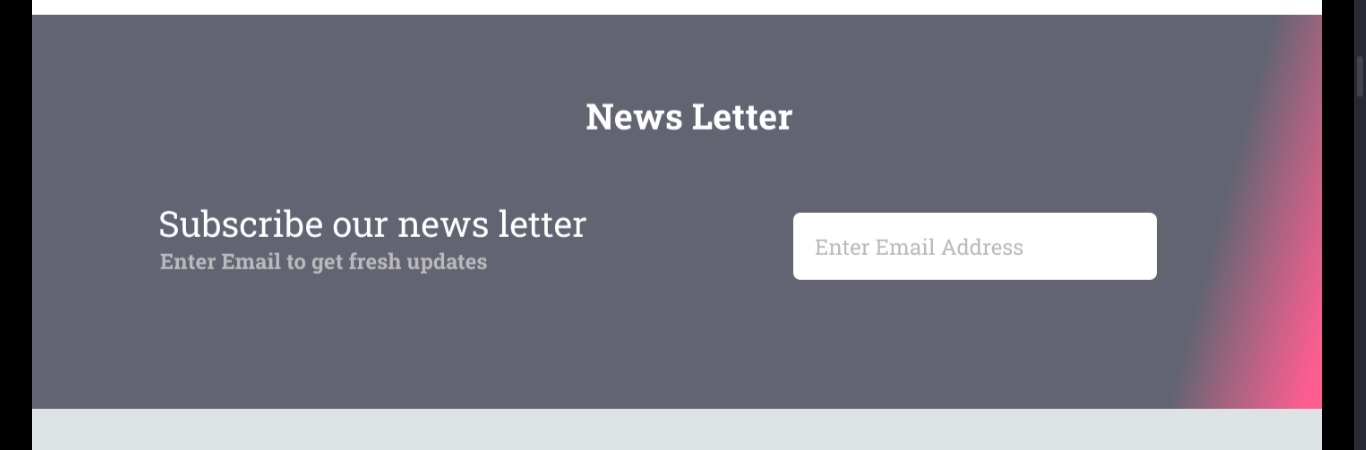 News Letter
Subscribe our news letter
Enter Email to get fresh updates
Enter Email Address